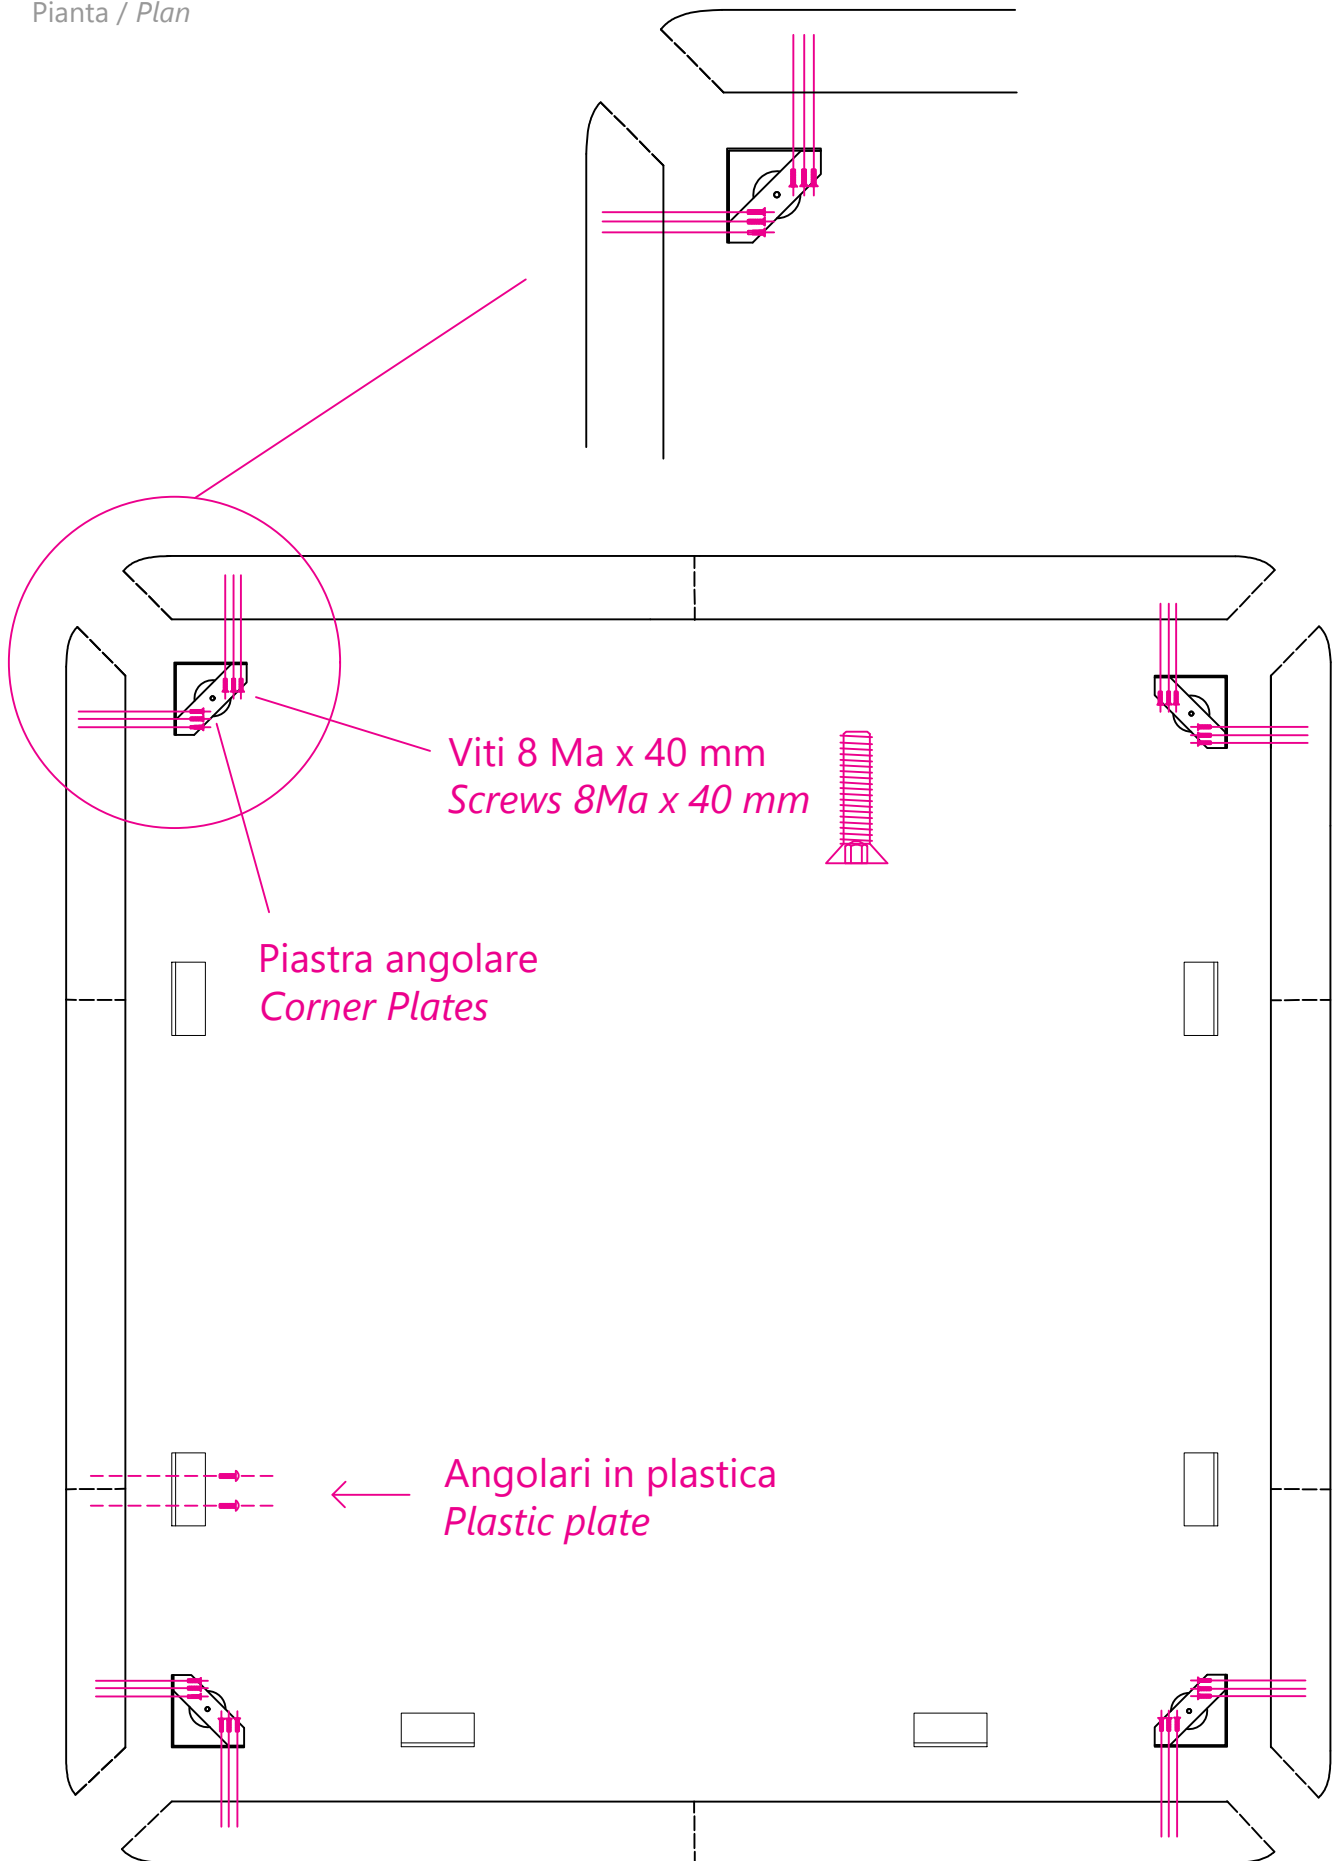 Pianta / Plan
Viti 8 Ma x 40 mm
Screws 8Ma x 40 mm
Piastra angolare
Corner Plates
Angolari in plastica
Plastic plate